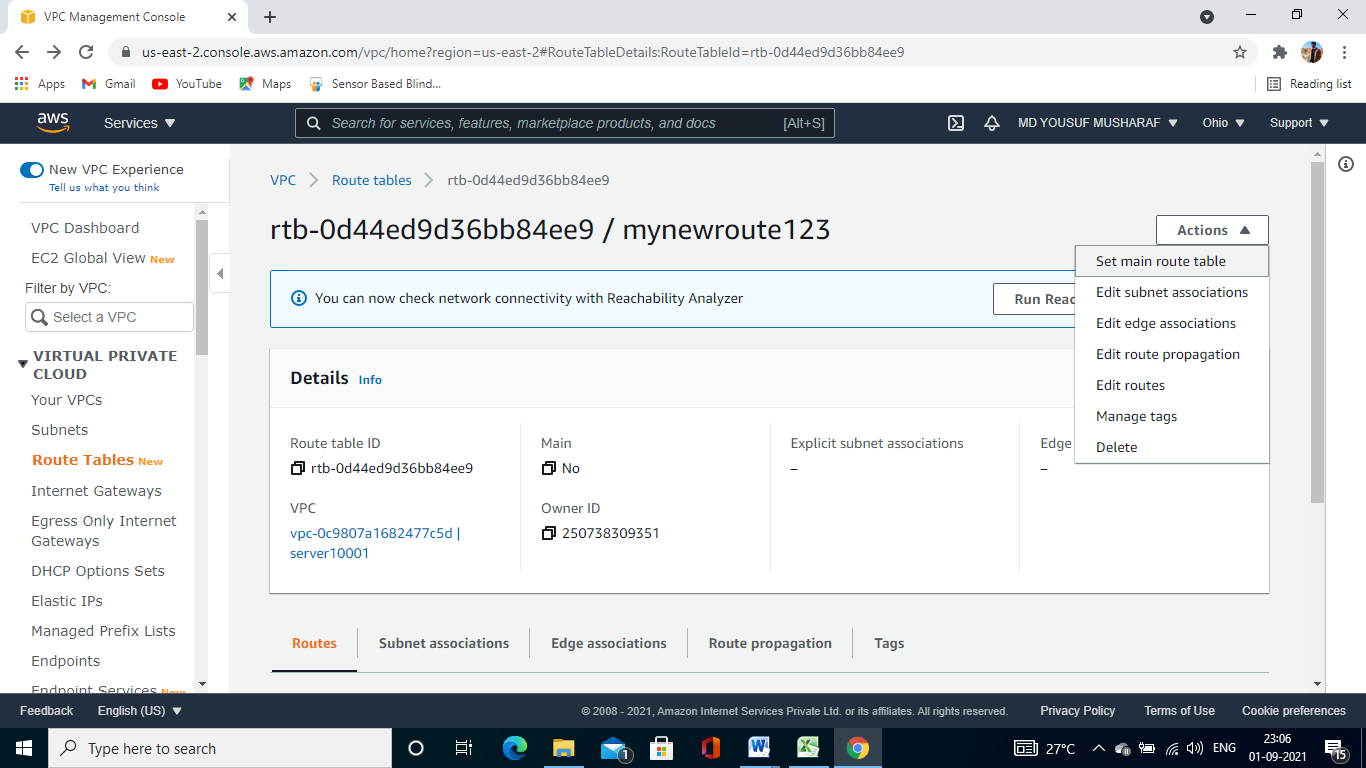 VPC Management Console
us-east-2.console.aws.amazon.com/vpc/home?region=us-east-2#RouteTableDetails:RouteTableId=rtb-0d44ed9d36bb84ee9
Apps Gmail YouTube Maps Sensor Based Blind... Reading list
aws Services Search for services, features, marketplace products, and docs [Alt+S] MD YOUSUF MUSHARAF Ohio Support
New VPC Experience
Tell us what you think
VPC Dashboard
EC2 Global View New
Filter by VPC:
Select a VPC
VIRTUAL PRIVATE
CLOUD
Your VPCs
Subnets
Route Tables New
Internet Gateways
Egress Only Internet
Gateways
DHCP Options Sets
Elastic IPs
Managed Prefix Lists
Endpoints
Endpoint Services New
VPC Route tables rtb-0d44ed9d36bb84ee9
rtb-0d44ed9d36bb84ee9 / mynewroute123
Actions
Set main route table
Edit subnet associations
Edit edge associations
Edit route propagation
Edit routes
Manage tags
Delete
You can now check network connectivity with Reachability Analyzer
Run Reac
Details Info
Route table ID
rtb-0d44ed9d36bb84ee9
Main
No
Explicit subnet associations
–
Edge
–
VPC
vpc-0c9807a1682477c5d |
server10001
Owner ID
250738309351
Routes Subnet associations Edge associations Route propagation Tags
Feedback English (US) © 2008 - 2021, Amazon Internet Services Private Ltd. or its affiliates. All rights reserved. Privacy Policy Terms of Use Cookie preferences
Type here to search
1
27°C
ENG
23:06
01-09-2021
15